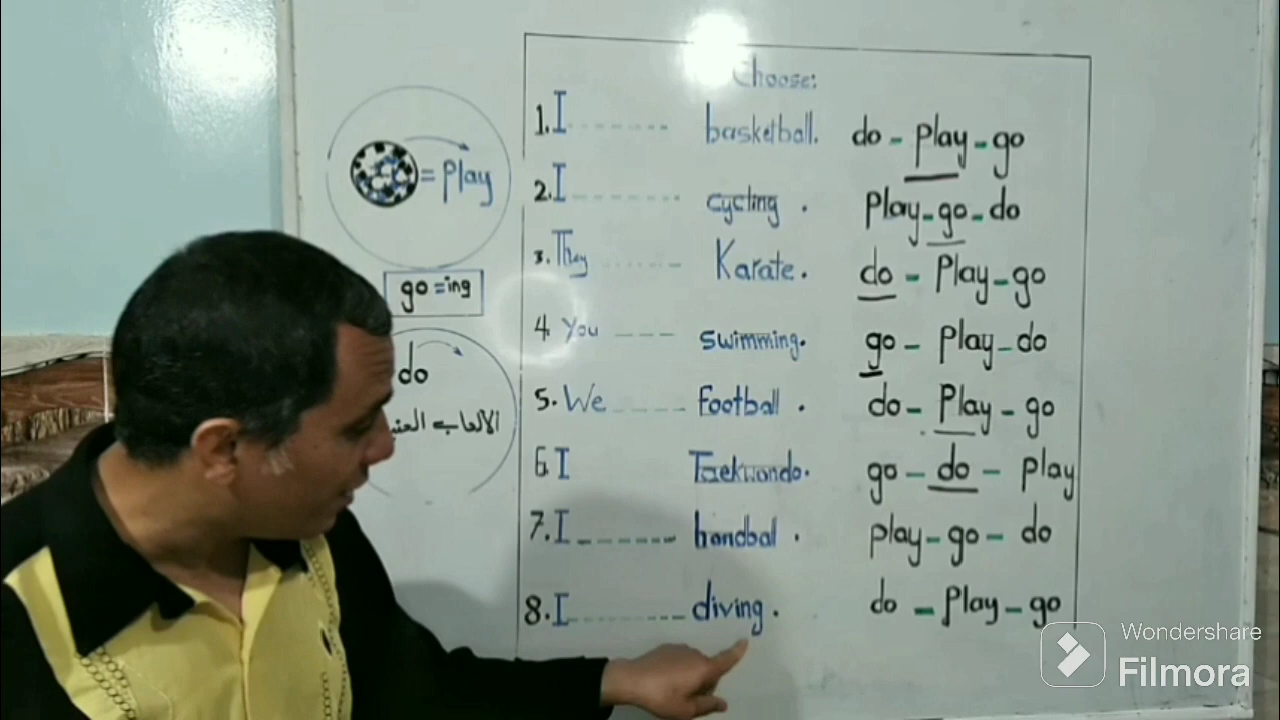 Choose:
1. I ------- basketball. do - play - go
2. I -------- cycling . Play - go - do
3. They ------ Karate. do - Play - go
4. You --- swimming. go - Play - do
5. We ---- Football . do - Play - go
6. I Taekwondo. go - do - play
7. I ------- handbal . play - go - do
8. I -------- diving. do - Play - go
= Play
go = ing
do
الالعاب
Wondershare
Filmora